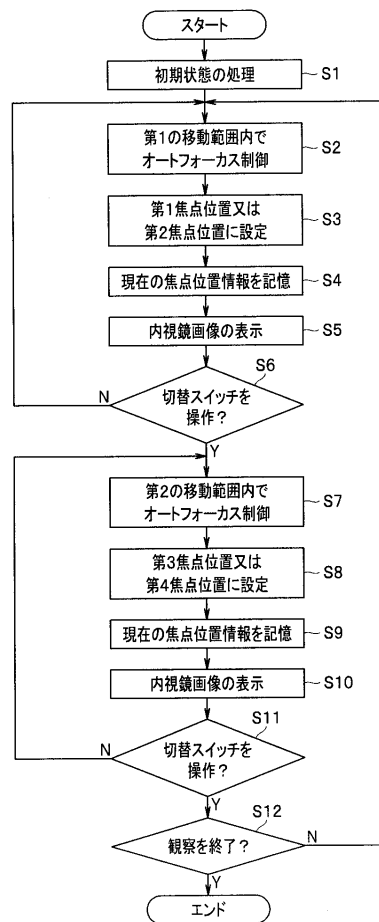 スタート
初期状態の処理
S1
第1の移動範囲内で
オートフォーカス制御
S2
第1焦点位置又は
第2焦点位置に設定
S3
現在の焦点位置情報を記憶
S4
内視鏡画像の表示
S5
S6
切替スイッチを
操作？
N
Y
第2の移動範囲内で
オートフォーカス制御
S7
第3焦点位置又は
第4焦点位置に設定
S8
現在の焦点位置情報を記憶
S9
内視鏡画像の表示
S10
S11
切替スイッチを
操作？
N
Y
S12
観察を終了？
N
Y
エンド